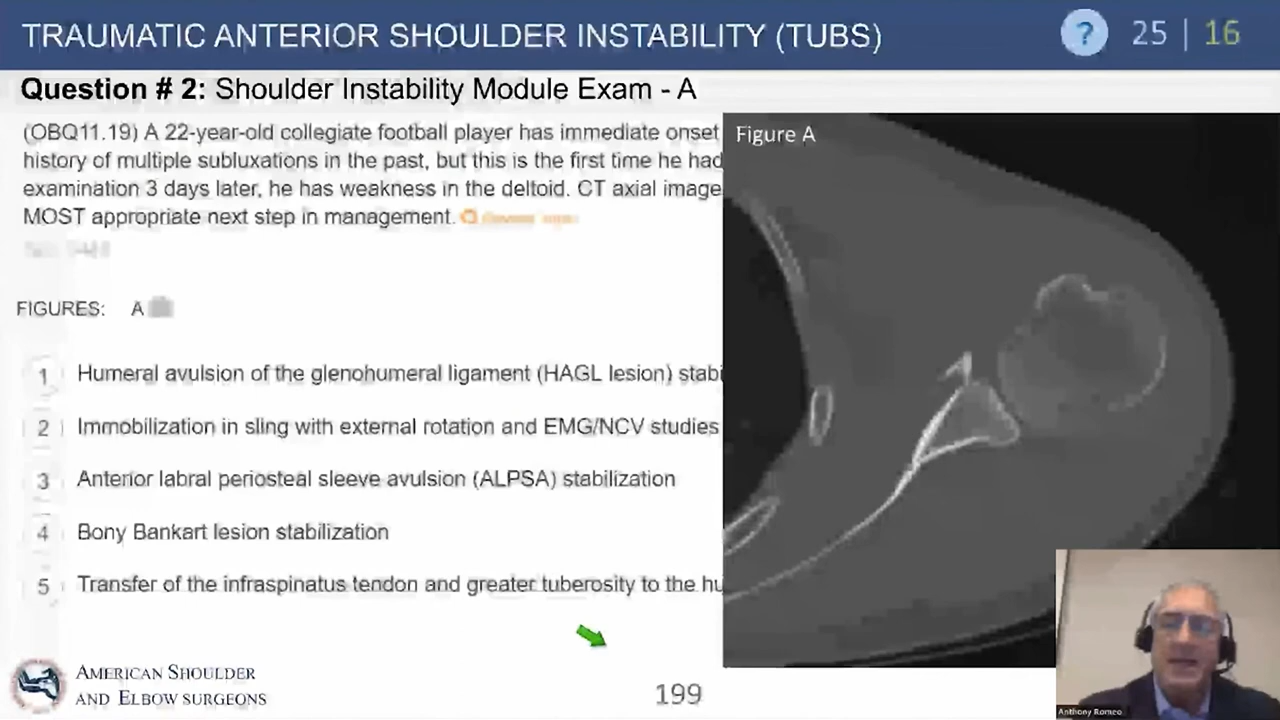 TRAUMATIC ANTERIOR SHOULDER INSTABILITY (TUBS)
? 25 | 16
Question # 2: Shoulder Instability Module Exam - A
(OBQ11.19) A 22-year-old collegiate football player has immediate onset
history of multiple subluxations in the past, but this is the first time he had
examination 3 days later, he has weakness in the deltoid. CT axial image
MOST appropriate next step in management.
FIGURES: A
1 Humeral avulsion of the glenohumeral ligament (HAGL lesion) stabi
2 Immobilization in sling with external rotation and EMG/NCV studies
3 Anterior labral periosteal sleeve avulsion (ALPSA) stabilization
4 Bony Bankart lesion stabilization
5 Transfer of the infraspinatus tendon and greater tuberosity to the hu
Figure A
AMERICAN SHOULDER
AND ELBOW SURGEONS
199
Anthony Romeo